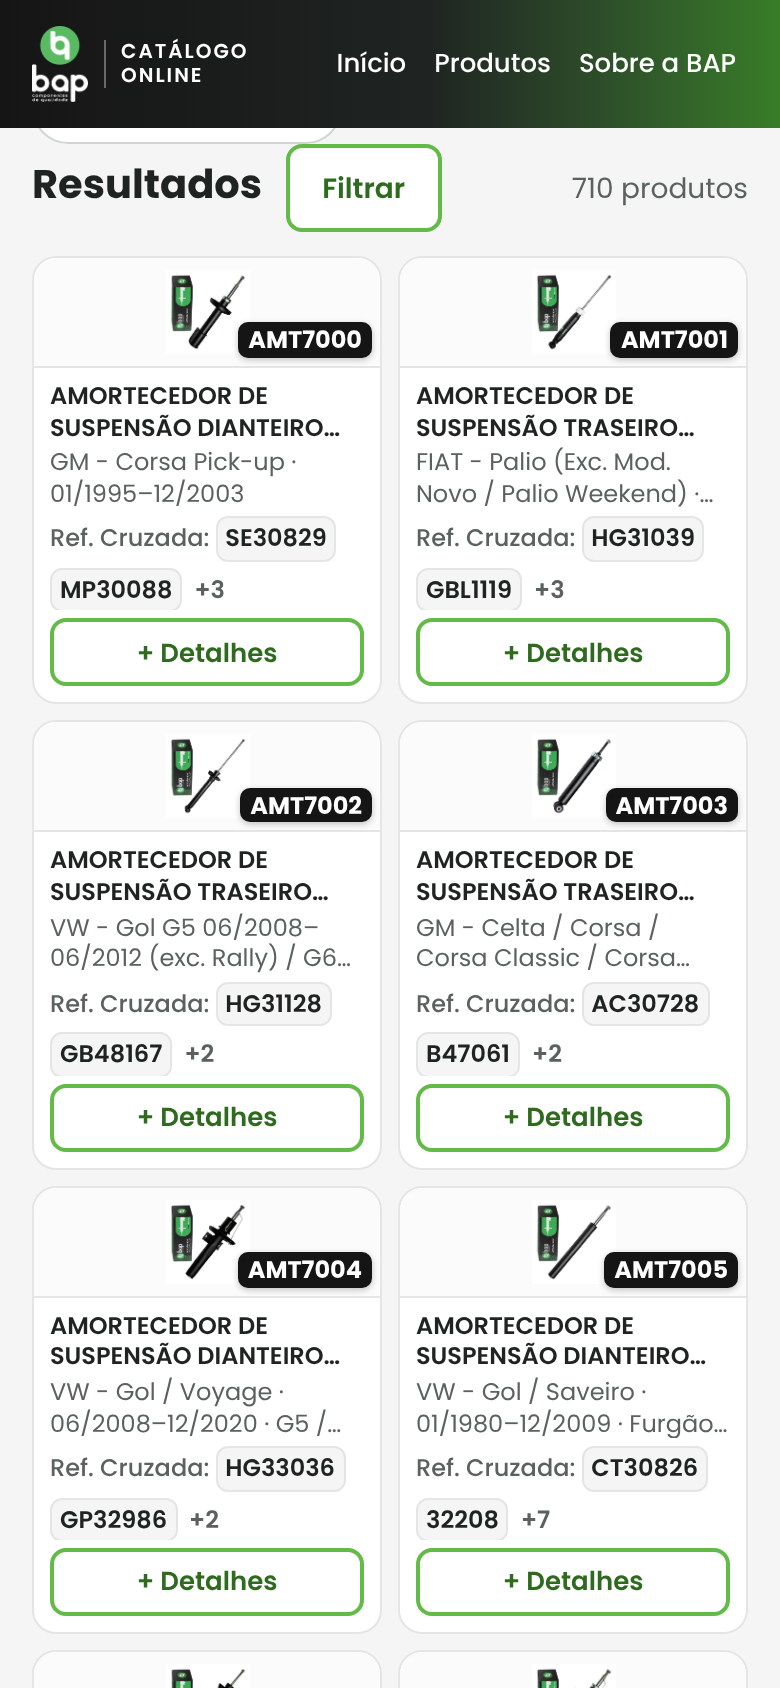 bap
componentes
de qualidade
CATÁLOGO
ONLINE
Início
Produtos
Sobre a BAP
Resultados
Filtrar
710 produtos
AMT7000
AMORTECEDOR DE
SUSPENSÃO DIANTEIRO...
GM - Corsa Pick-up ·
01/1995–12/2003
Ref. Cruzada: SE30829
MP30088 +3
+ Detalhes
AMT7001
AMORTECEDOR DE
SUSPENSÃO TRASEIRO...
FIAT - Palio (Exc. Mod.
Novo / Palio Weekend) ·...
Ref. Cruzada: HG31039
GBL1119 +3
+ Detalhes
AMT7002
AMORTECEDOR DE
SUSPENSÃO TRASEIRO...
VW - Gol G5 06/2008–
06/2012 (exc. Rally) / G6...
Ref. Cruzada: HG31128
GB48167 +2
+ Detalhes
AMT7003
AMORTECEDOR DE
SUSPENSÃO TRASEIRO...
GM - Celta / Corsa /
Corsa Classic / Corsa...
Ref. Cruzada: AC30728
B47061 +2
+ Detalhes
AMT7004
AMORTECEDOR DE
SUSPENSÃO DIANTEIRO...
VW - Gol / Voyage ·
06/2008–12/2020 · G5 /...
Ref. Cruzada: HG33036
GP32986 +2
+ Detalhes
AMT7005
AMORTECEDOR DE
SUSPENSÃO DIANTEIRO...
VW - Gol / Saveiro ·
01/1980–12/2009 · Furgão...
Ref. Cruzada: CT30826
32208 +7
+ Detalhes